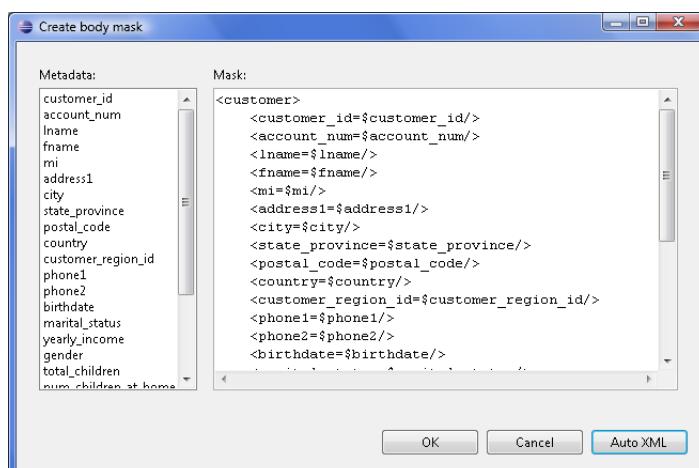 Create body mask
Metadata:
customer_id
account_num
lname
fname
mi
address1
city
state_province
postal_code
country
customer_region_id
phone1
phone2
birthdate
marital_status
yearly_income
gender
total_children
num_children_at_home
Mask:
<customer>
<customer_id=$customer_id/>
<account_num=$account_num/>
<lname=$lname/>
<fname=$fname/>
<mi=$mi/>
<address1=$address1/>
<city=$city/>
<state_province=$state_province/>
<postal_code=$postal_code/>
<country=$country/>
<customer_region_id=$customer_region_id/>
<phone1=$phone1/>
<phone2=$phone2/>
<birthdate=$birthdate/>
OK
Cancel
Auto XML